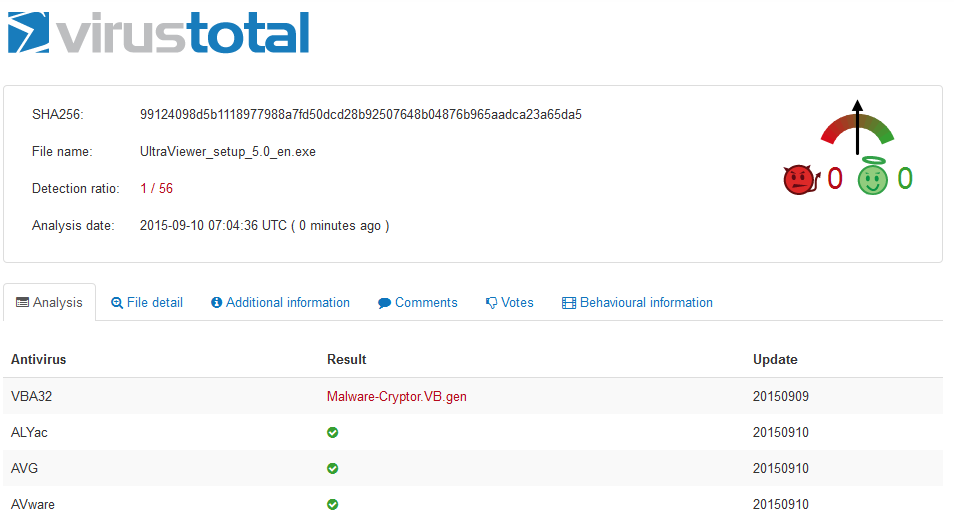 virustotal
SHA256: 99124098d5b1118977988a7fd50dcd28b92507648b04876b965aadca23a65da5
File name: UltraViewer_setup_5.0_en.exe
Detection ratio: 1 / 56
Analysis date: 2015-09-10 07:04:36 UTC ( 0 minutes ago )
0 0
Analysis File detail Additional information Comments Votes Behavioural information
Antivirus Result Update
VBA32 Malware-Cryptor.VB.gen 20150909
ALYac 20150910
AVG 20150910
AVware 20150910